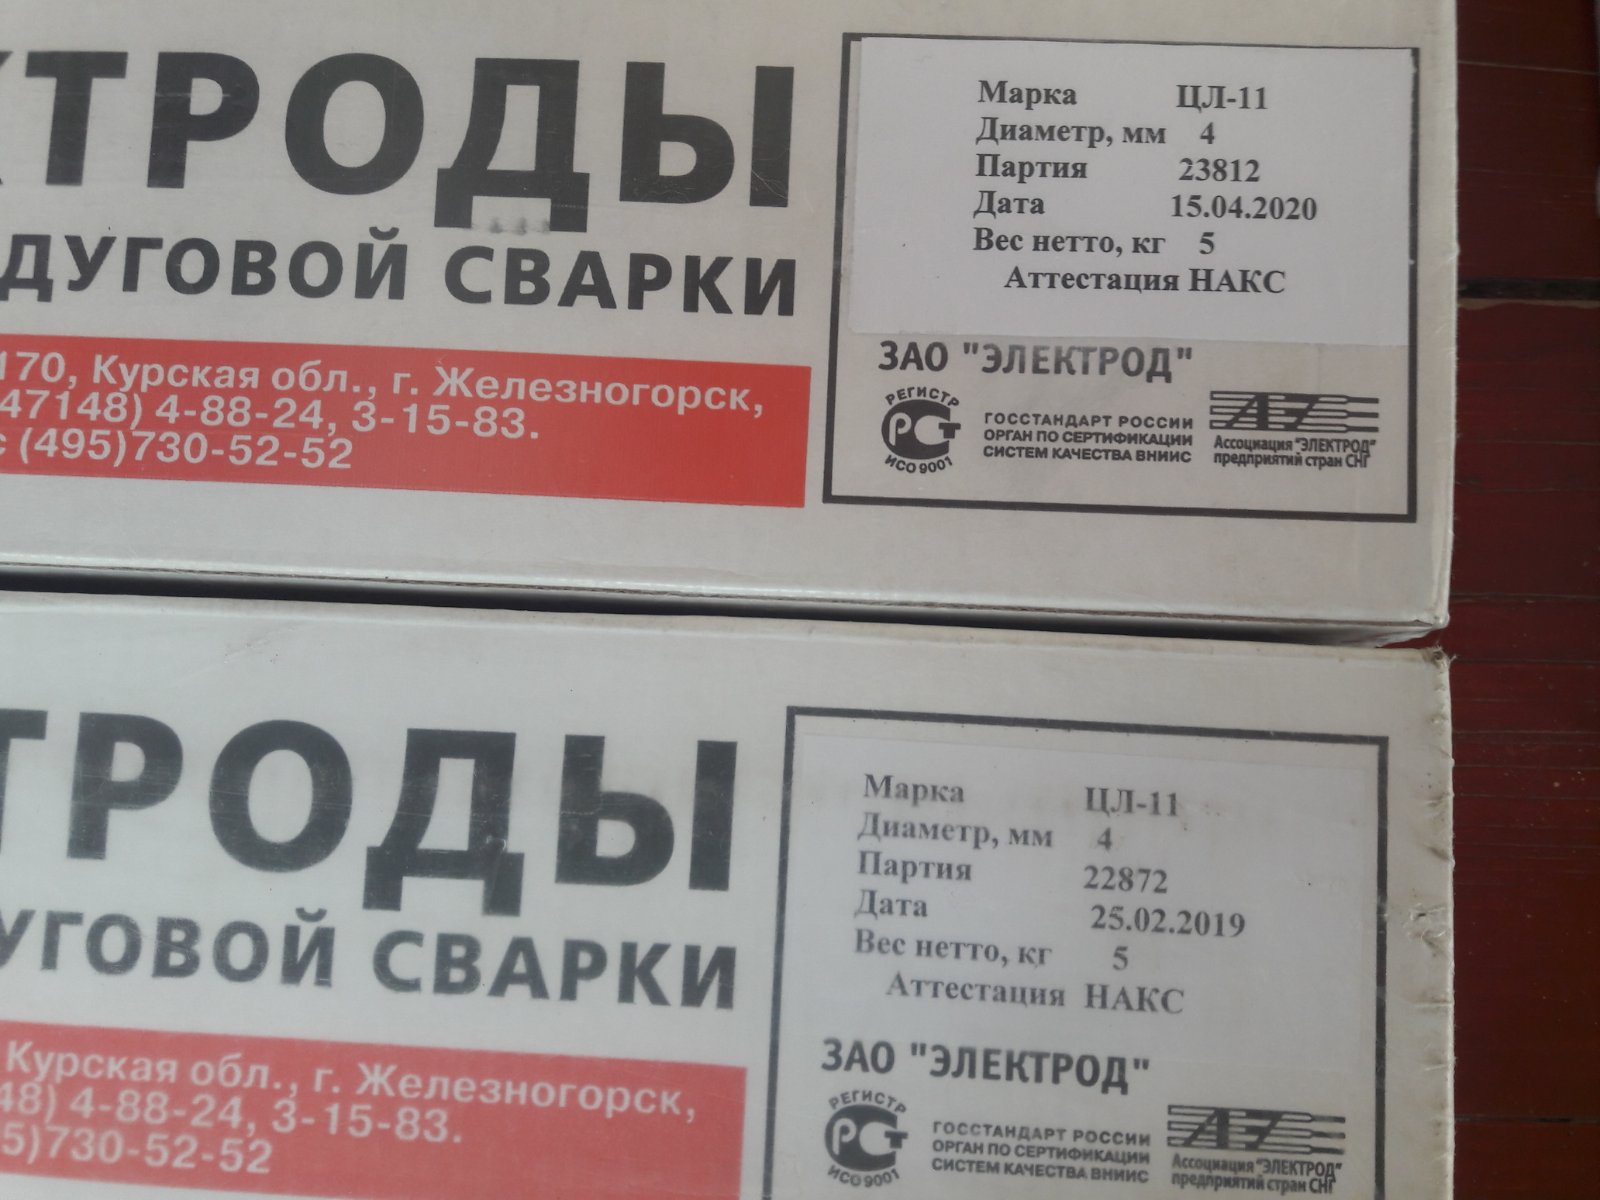 КТРОДЫ
ДУГОВОЙ СВАРКИ
170, Курская обл., г. Железногорск,
47148) 4-88-24, 3-15-83.
с (495)730-52-52
Марка ЦЛ-11
Диаметр, мм 4
Партия 23812
Дата 15.04.2020
Вес нетто, кг 5
Аттестация НАКС
ЗАО "ЭЛЕКТРОД"
РЕГИСТР
РСТ
ИСО 9001
ГОССТАНДАРТ РОССИИ
ОРГАН ПО СЕРТИФИКАЦИИ
СИСТЕМ КАЧЕСТВА ВНИИС
Ассоциация "ЭЛЕКТРОД"
предприятий стран СНГ
ТРОДЫ
УГОВОЙ СВАРКИ
Курская обл., г. Железногорск,
48) 4-88-24, 3-15-83.
5)730-52-52
Марка ЦЛ-11
Диаметр, мм 4
Партия 22872
Дата 25.02.2019
Вес нетто, кг 5
Аттестация НАКС
ЗАО "ЭЛЕКТРОД"
РЕГИСТР
РСТ
ИСО 9001
ГОССТАНДАРТ РОССИИ
ОРГАН ПО СЕРТИФИКАЦИИ
СИСТЕМ КАЧЕСТВА ВНИИС
Ассоциация "ЭЛЕКТРОД"
предприятий стран СНГ